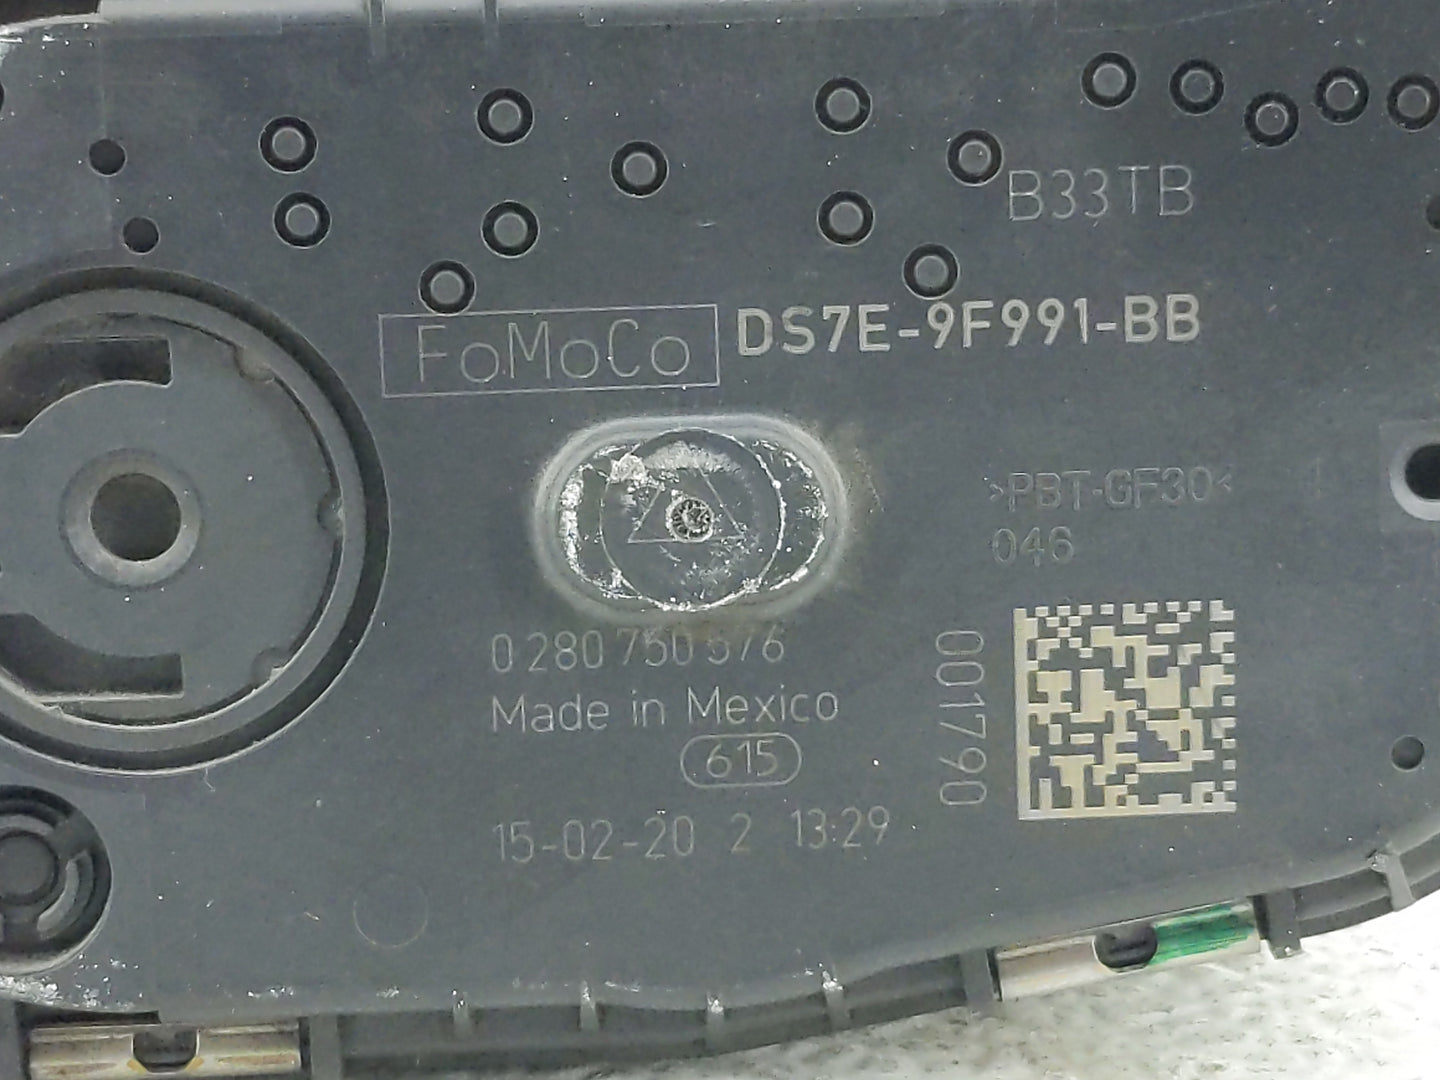 B33TB
FoMoCo DS7E-9F991-BB
>PBT-GF30<
046
0 280 750 576
Made in Mexico
615
001790
15-02-20 2 13:29